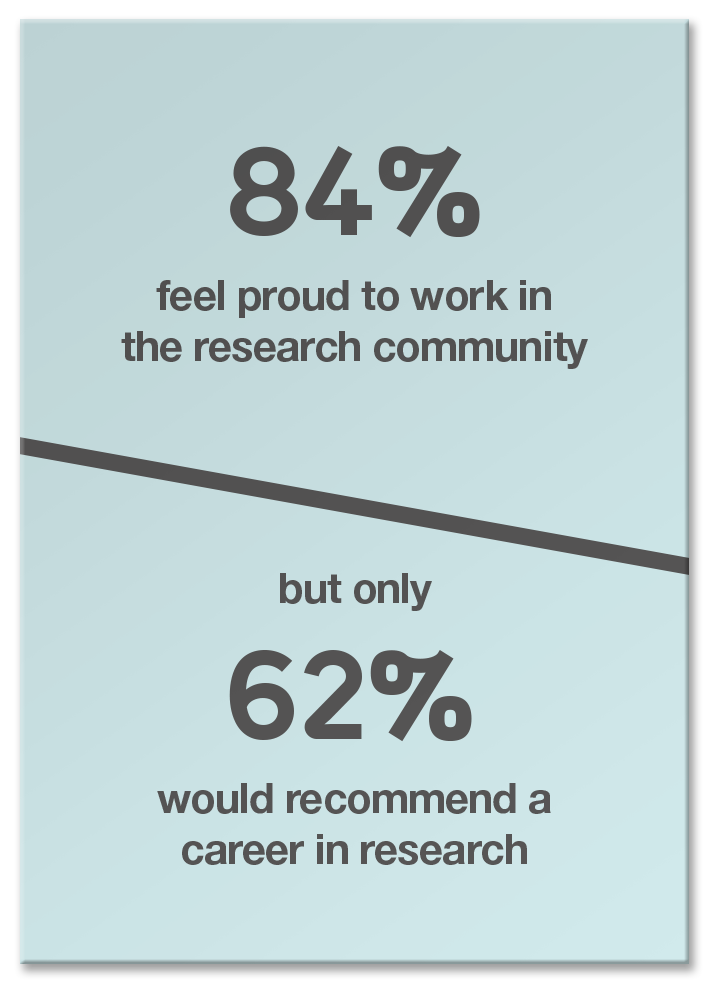 84%
feel proud to work in
the research community
but only
62%
would recommend a
career in research